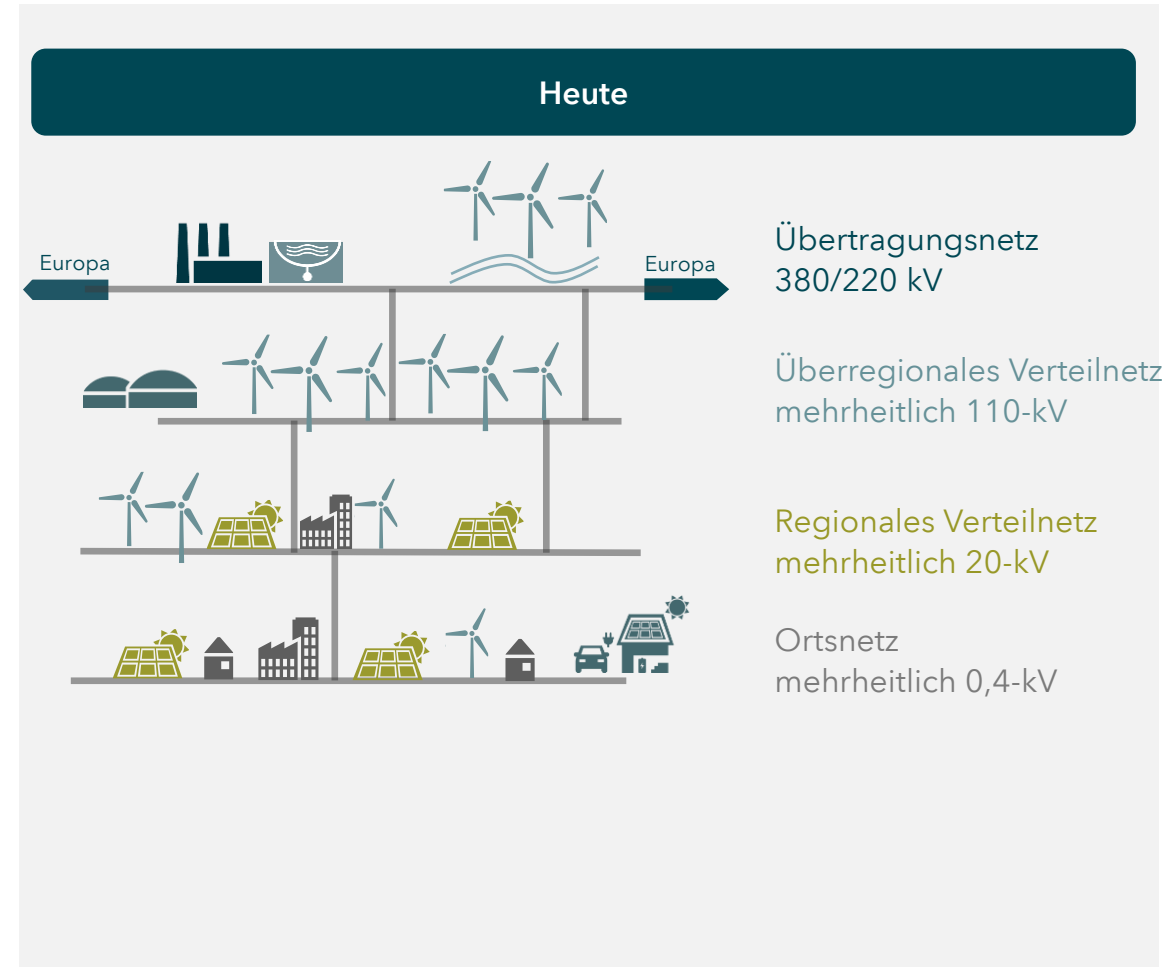 Heute
Europa
Europa
Übertragungsnetz
380/220 kV
Überregionales Verteilnetz
mehrheitlich 110-kV
Regionales Verteilnetz
mehrheitlich 20-kV
Ortsnetz
mehrheitlich 0,4-kV